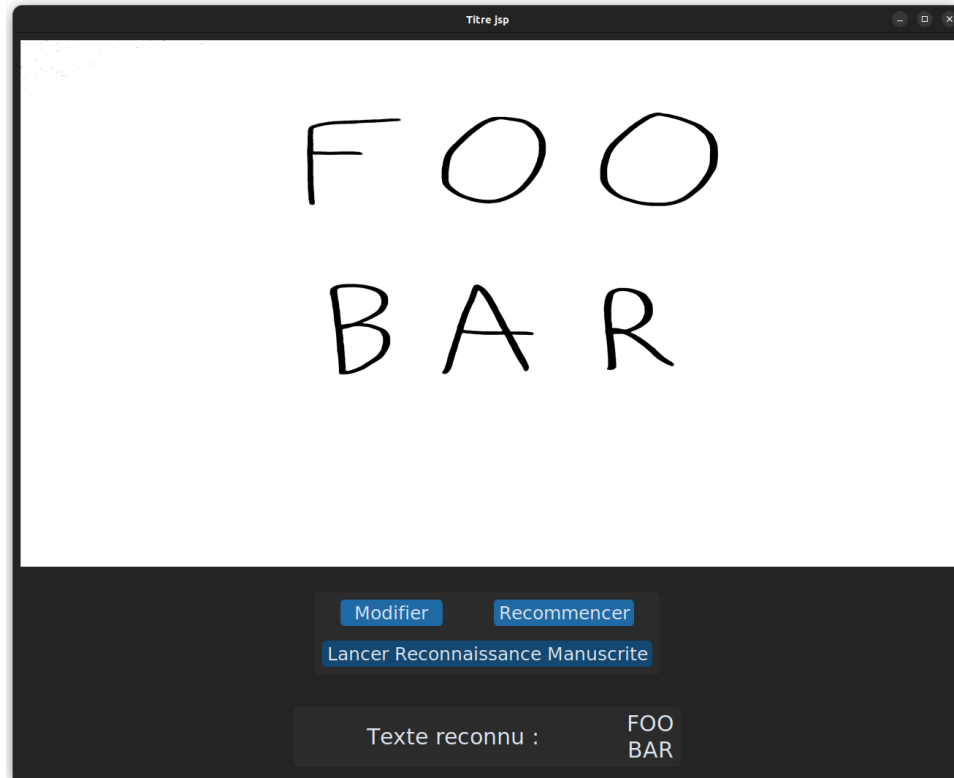 Titre jsp
FOO
BAR
Modifier Recommencer
Lancer Reconnaissance Manuscrite
Texte reconnu : FOO
BAR